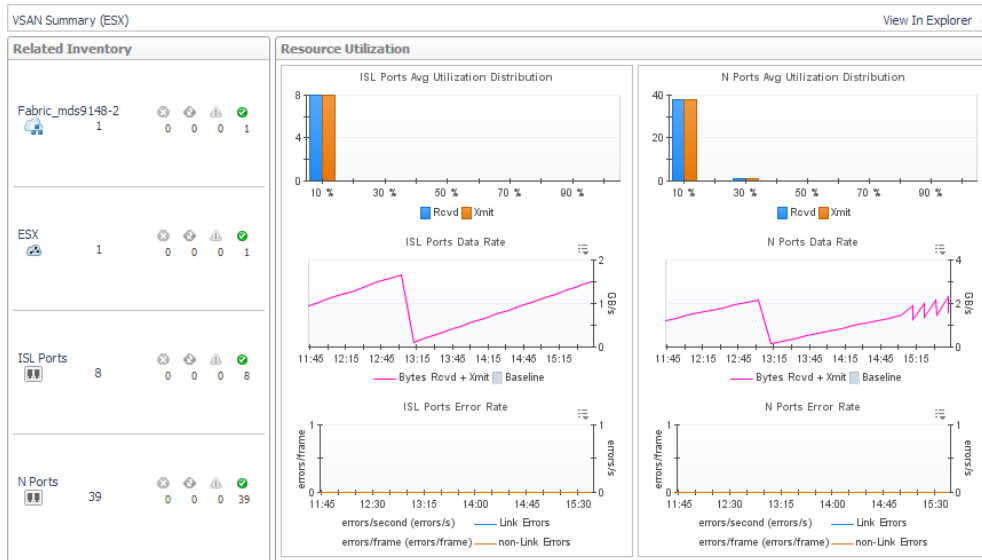 VSAN Summary (ESX)
View In Explorer
Related Inventory
Fabric_mds9148-2
1
0 0 0 1
ESX
1
0 0 0 1
ISL Ports
8
0 0 0 8
N Ports
39
0 0 0 39
Resource Utilization
ISL Ports Avg Utilization Distribution
8
4
0
10 % 30 % 50 % 70 % 90 %
Rcvd Xmit
N Ports Avg Utilization Distribution
40
20
0
10 % 30 % 50 % 70 % 90 %
Rcvd Xmit
ISL Ports Data Rate
2
1
0
GB/s
11:45 12:15 12:45 13:15 13:45 14:15 14:45 15:15
Bytes Rcvd + Xmit Baseline
N Ports Data Rate
4
2
0
GB/s
11:45 12:15 12:45 13:15 13:45 14:15 14:45 15:15
Bytes Rcvd + Xmit Baseline
ISL Ports Error Rate
1
0
errors/frame
1
0
errors/s
11:45 12:30 13:15 14:00 14:45 15:30
errors/second (errors/s) Link Errors
errors/frame (errors/frame) non-Link Errors
N Ports Error Rate
1
0
errors/frame
1
0
errors/s
11:45 12:30 13:15 14:00 14:45 15:30
errors/second (errors/s) Link Errors
errors/frame (errors/frame) non-Link Errors